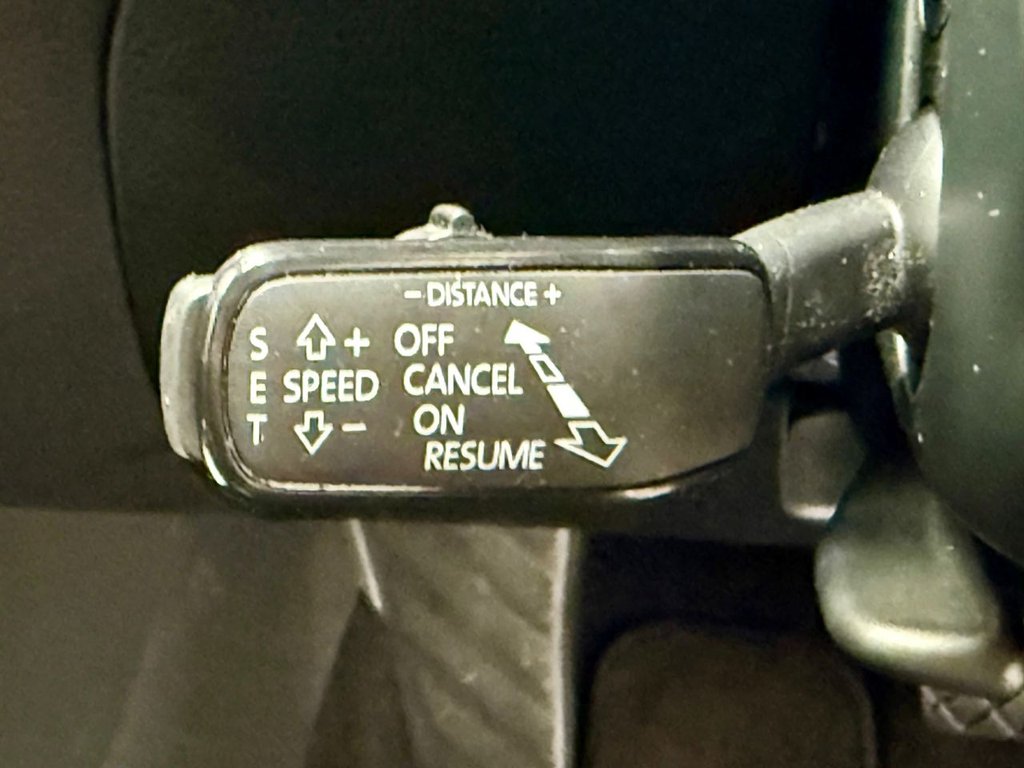 - DISTANCE +
S
E
T
+
SPEED
-
OFF
CANCEL
ON
RESUME